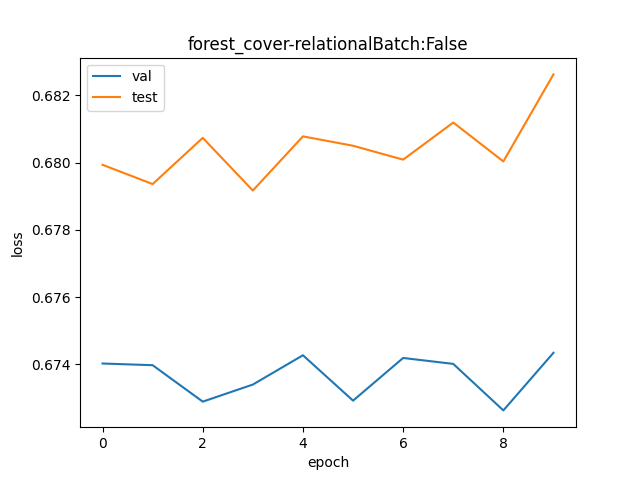 forest_cover-relationalBatch:False
val
test
0.682
0.680
0.678
0.676
0.674
loss
0 2 4 6 8
epoch